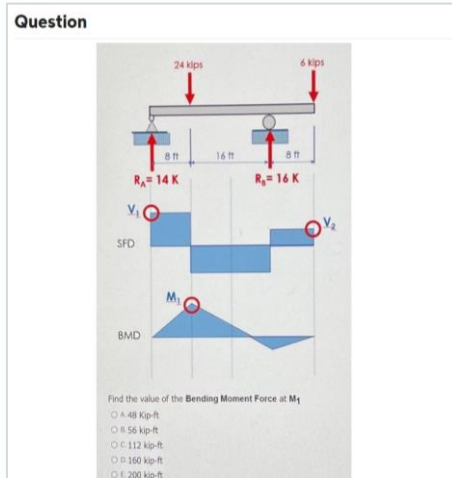 Question
24 kips 6 kips
8 ft 16 ft 8 ft
R_A= 14 K R_B= 16 K
V₁
V₂
SFD
M₁
BMD
Find the value of the Bending Moment Force at M₁
A. 48 Kip-ft
B. 56 kip-ft
C. 112 kip-ft
D. 160 kip-ft
E. 200 kip-ft